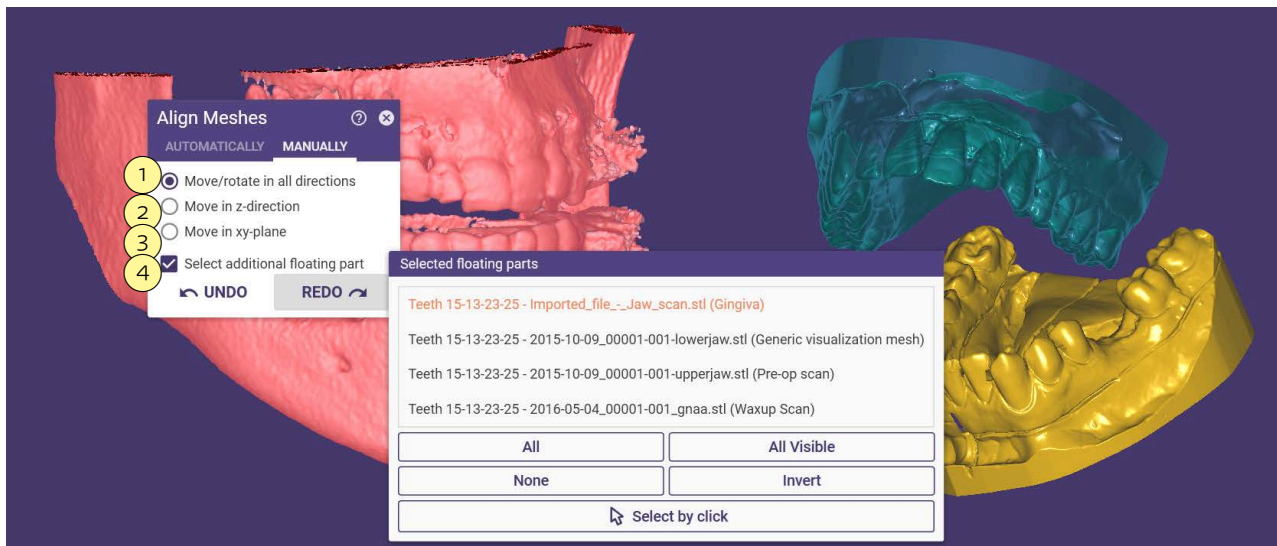 Align Meshes
AUTOMATICALLY MANUALLY
1 Move/rotate in all directions
2 Move in z-direction
3 Move in xy-plane
4 Select additional floating part
UNDO REDO
Selected floating parts
Teeth 15-13-23-25 - Imported_file_-_Jaw_scan.stl (Gingiva)
Teeth 15-13-23-25 - 2015-10-09_00001-001-lowerjaw.stl (Generic visualization mesh)
Teeth 15-13-23-25 - 2015-10-09_00001-001-upperjaw.stl (Pre-op scan)
Teeth 15-13-23-25 - 2016-05-04_00001-001_gnaa.stl (Waxup Scan)
All All Visible
None Invert
Select by click